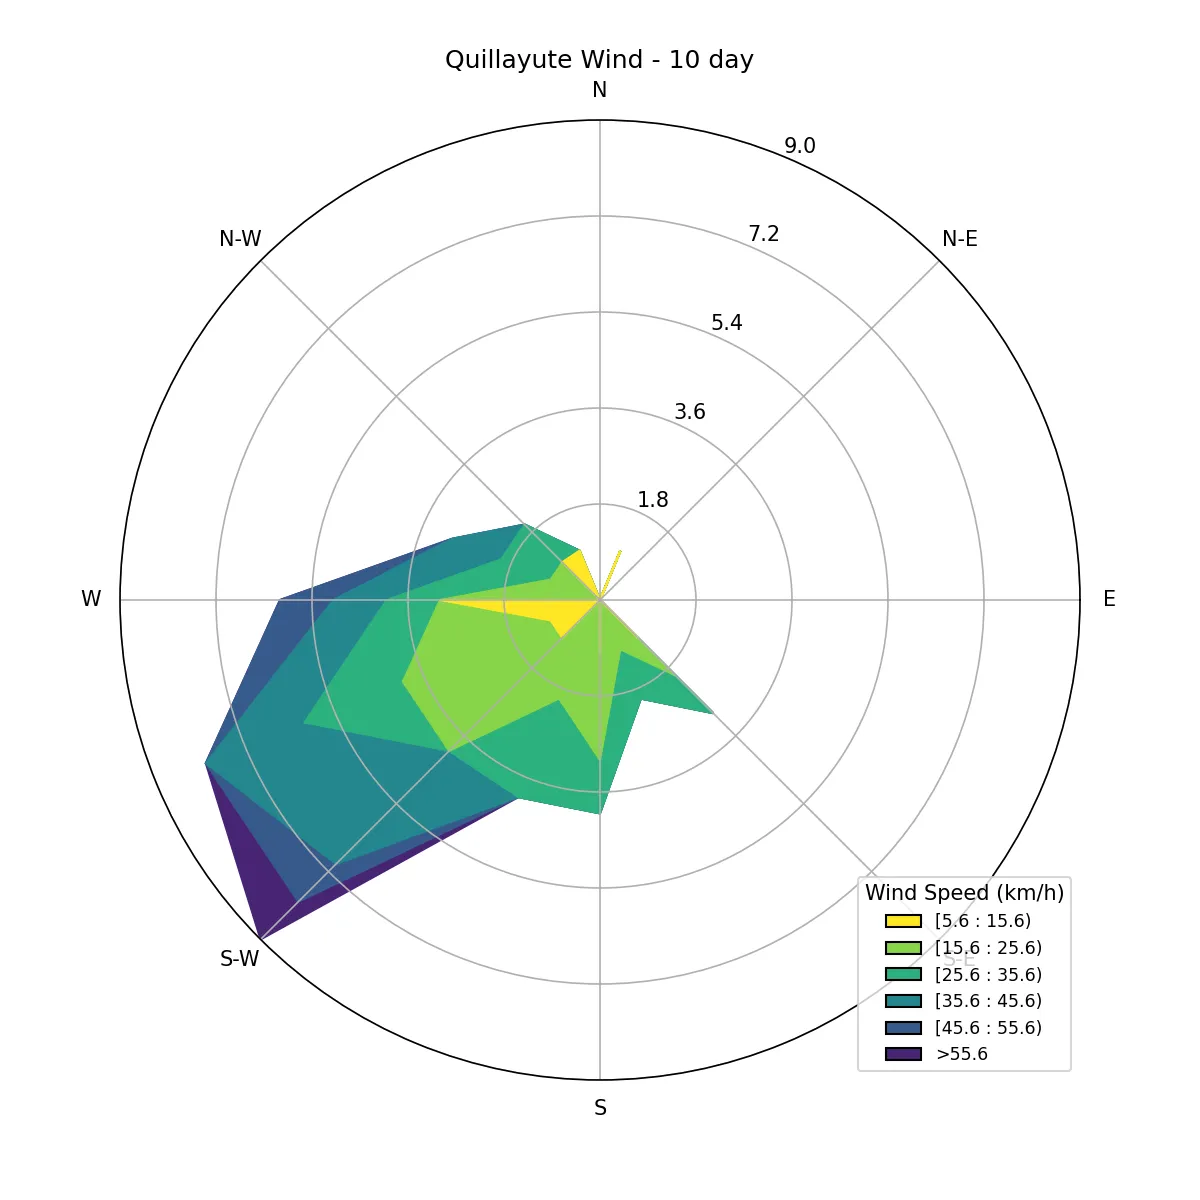 Quillayute Wind - 10 day
N
9.0
N-W
7.2
N-E
5.4
3.6
1.8
W
E
Wind Speed (km/h)
[5.6 : 15.6)
[15.6 : 25.6)
S-W
S-E
[25.6 : 35.6)
[35.6 : 45.6)
[45.6 : 55.6)
>55.6
S